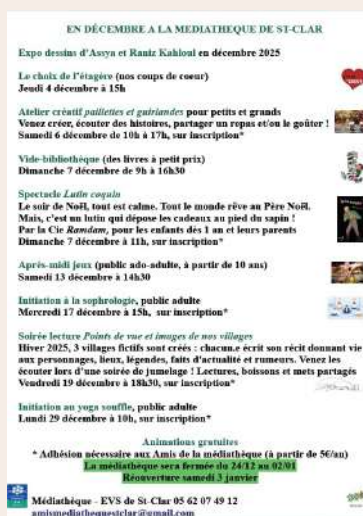 EN DÉCEMBRE A LA MEDIATHEQUE DE ST-CLAR
Expo dessins d'Assya et Ramiz Kahloul en décembre 2025
Le choix de l'étagère (nos coups de coeur)
Jeudi 4 décembre à 15h
Atelier créatif paillettes et guirlandes pour petits et grands
Venez créer, écouter des histoires, partager un repas et/ou le goûter !
Samedi 6 décembre de 10h à 17h, sur inscription*
Vide-bibliothèque (des livres à petit prix)
Dimanche 7 décembre de 9h à 16h30
Spectacle Lutin coquin
Le soir de Noël, tout est calme. Tout le monde rêve au Père Noël.
Mais, c'est un lutin qui dépose les cadeaux au pied du sapin !
Par la Cie Ramdam, pour les enfants dès 1 an et leurs parents
Dimanche 7 décembre à 11h, sur inscription*
Après-midi jeux (public ado-adulte, à partir de 10 ans)
Samedi 13 décembre à 14h30
Initiation à la sophrologie, public adulte
Mercredi 17 décembre à 15h, sur inscription*
Soirée lecture Points de vue et images de nos villages
Hiver 2025, 3 villages fictifs sont créés : chacun.e écrit son récit donnant vie
aux personnages, lieux, légendes, faits d'actualité et rumeurs. Venez les
écouter lors d'une soirée de jumelage ! Lectures, boissons et mets partagés
Vendredi 19 décembre à 18h30, sur inscription*
Initiation au yoga souffle, public adulte
Lundi 29 décembre à 10h, sur inscription*
Animations gratuites
* Adhésion nécessaire aux Amis de la médiathèque (à partir de 5€/an)
La médiathèque sera fermée du 24/12 au 02/01
Réouverture samedi 3 janvier
Médiathèque - EVS de St-Clar 05 62 07 49 12
amismediathequestclar@gmail.com